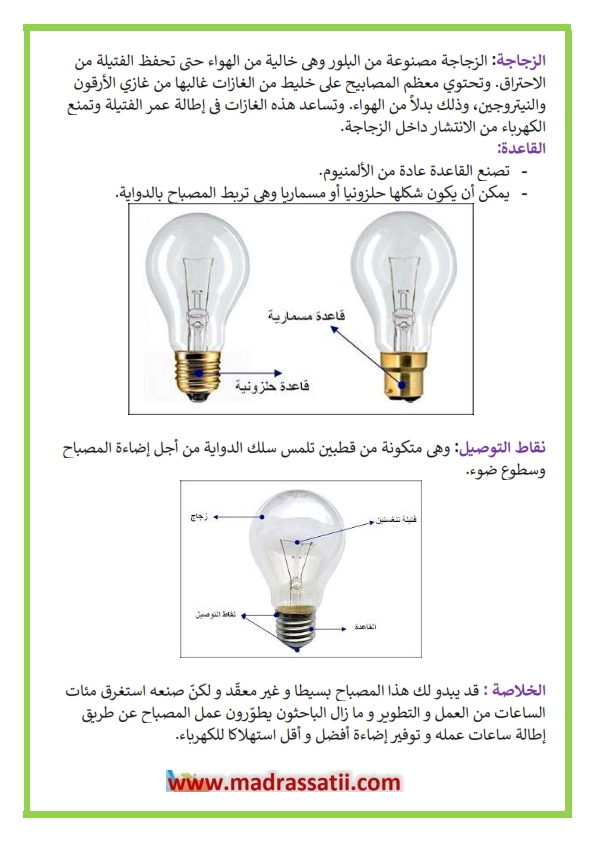 الزجاجة: الزجاجة مصنوعة من البلور وهي خالية من الهواء حتى تحفظ الفتيلة من
الاحتراق. وتحتوي معظم المصابيح على خليط من الغازات غالبها من غازي الأرقون
والنيتروجين، وذلك بدلاً من الهواء. وتساعد هذه الغازات في إطالة عمر الفتيلة وتمنع
الكهرباء من الانتشار داخل الزجاجة.
القاعدة:
- تصنع القاعدة عادة من الألمنيوم.
- يمكن أن يكون شكلها حلزونيا أو مسماريا وهي تربط المصباح بالدواية.
قاعدة مسمارية
قاعدة حلزونية
نقاط التوصيل: وهي متكونة من قطبين تلمس سلك الدواية من أجل إضاءة المصباح
وسطوع ضوء.
زجاج
فتيلة تنغستين
نقاط التوصيل
القاعدة
الخلاصة : قد يبدو لك هذا المصباح بسيطا و غير معقّد و لكنّ صنعه استغرق مئات
الساعات من العمل و التطوير و ما زال الباحثون يطوّرون عمل المصباح عن طريق
إطالة ساعات عمله و توفير إضاءة أفضل و أقل استهلاكا للكهرباء.
www.madrassatii.com